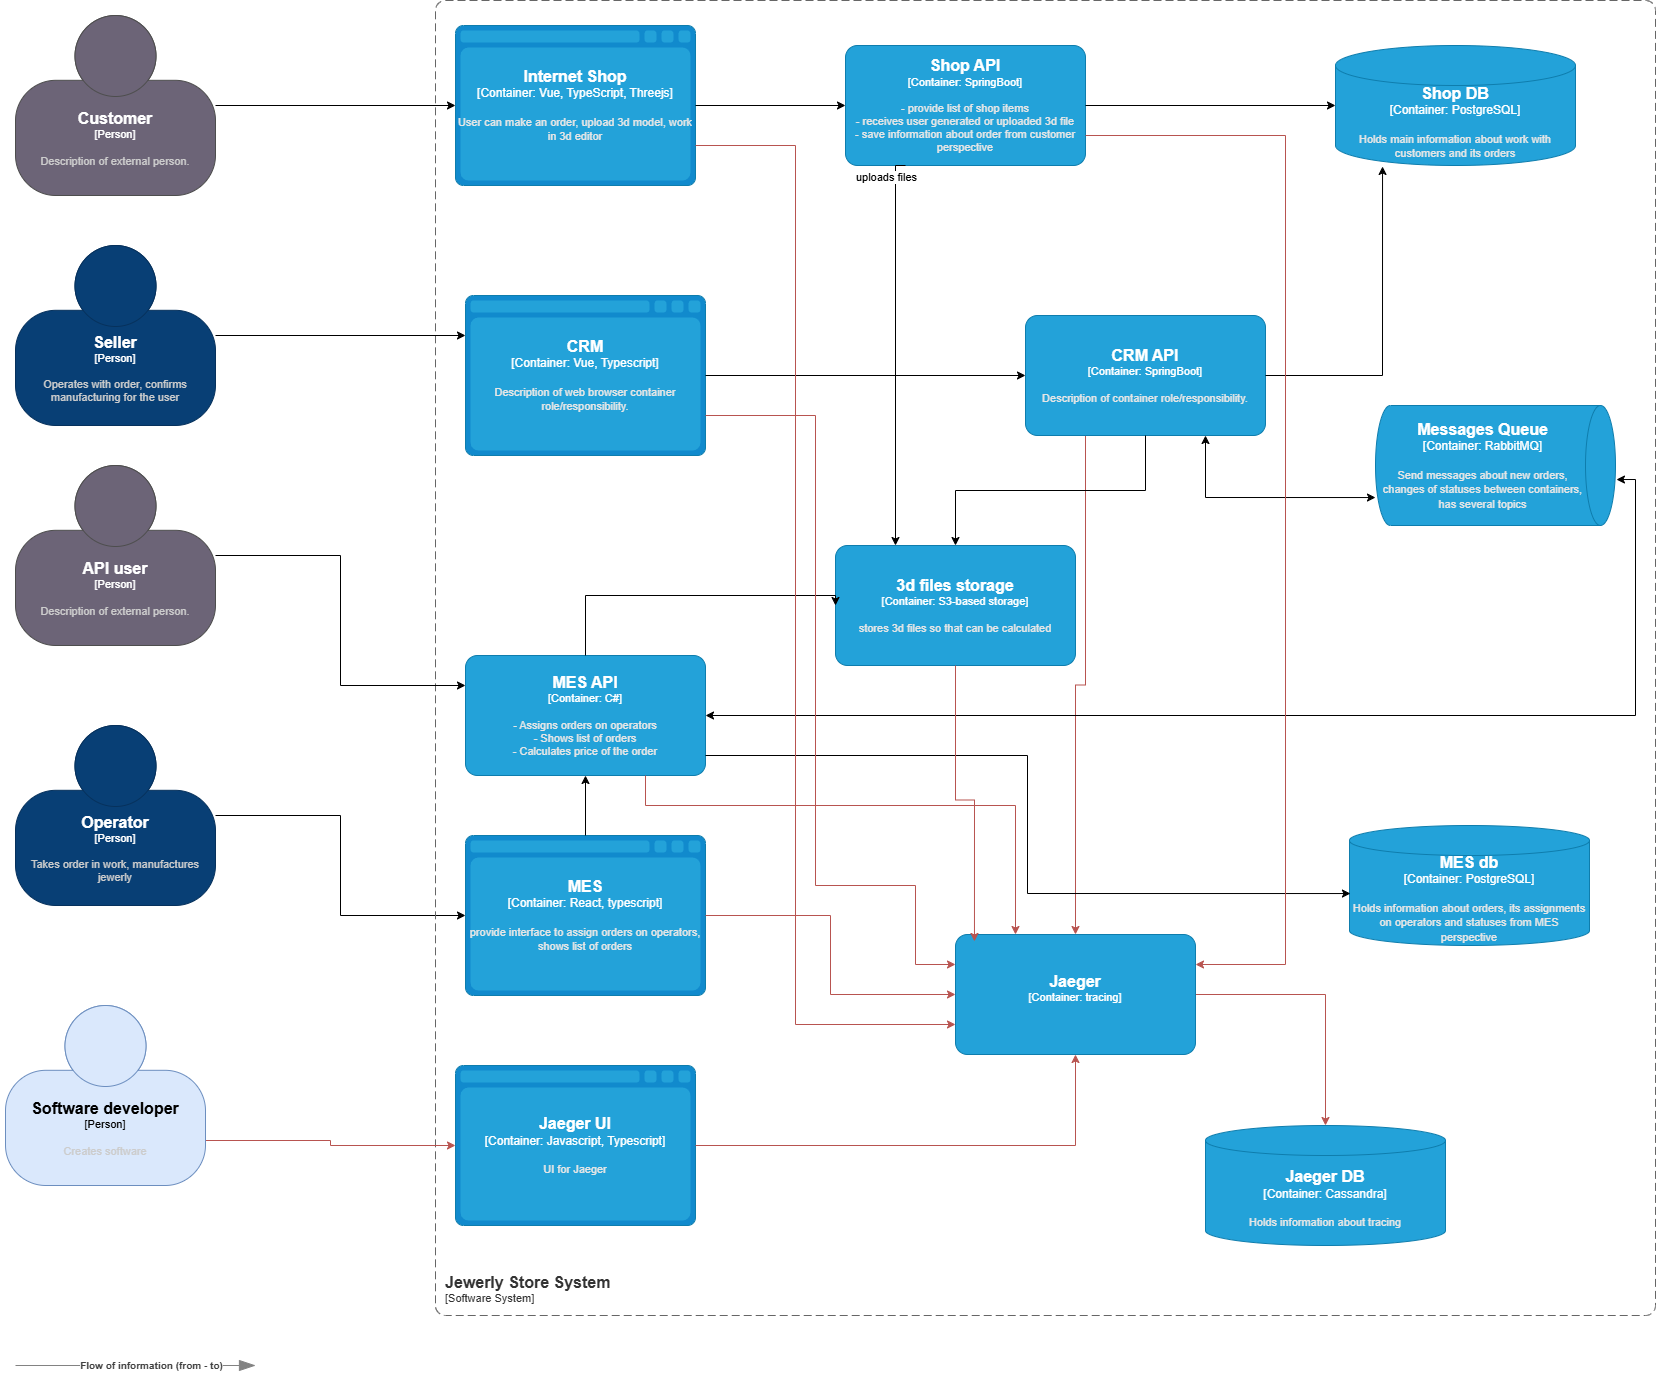 Customer
[Person]
Description of external person.
Internet Shop
[Container: Vue, TypeScript, Threejs]
User can make an order, upload 3d model, work
in 3d editor
Shop API
[Container: SpringBoot]
- provide list of shop items
- receives user generated or uploaded 3d file
- save information about order from customer
perspective
uploads files
Shop DB
[Container: PostgreSQL]
Holds main information about work with
customers and its orders
Seller
[Person]
Operates with order, confirms
manufacturing for the user
CRM
[Container: Vue, Typescript]
Description of web browser container
role/responsibility.
CRM API
[Container: SpringBoot]
Description of container role/responsibility.
Messages Queue
[Container: RabbitMQ]
Send messages about new orders,
changes of statuses between containers,
has several topics
API user
[Person]
Description of external person.
3d files storage
[Container: S3-based storage]
stores 3d files so that can be calculated
MES API
[Container: C#]
- Assigns orders on operators
- Shows list of orders
- Calculates price of the order
Operator
[Person]
Takes order in work, manufactures
jewerly
MES
[Container: React, typescript]
provide interface to assign orders on operators,
shows list of orders
MES db
[Container: PostgreSQL]
Holds information about orders, its assignments
on operators and statuses from MES
perspective
Jaeger
[Container: tracing]
Software developer
[Person]
Creates software
Jaeger UI
[Container: Javascript, Typescript]
UI for Jaeger
Jaeger DB
[Container: Cassandra]
Holds information about tracing
Jewerly Store System
[Software System]
Flow of information (from - to)